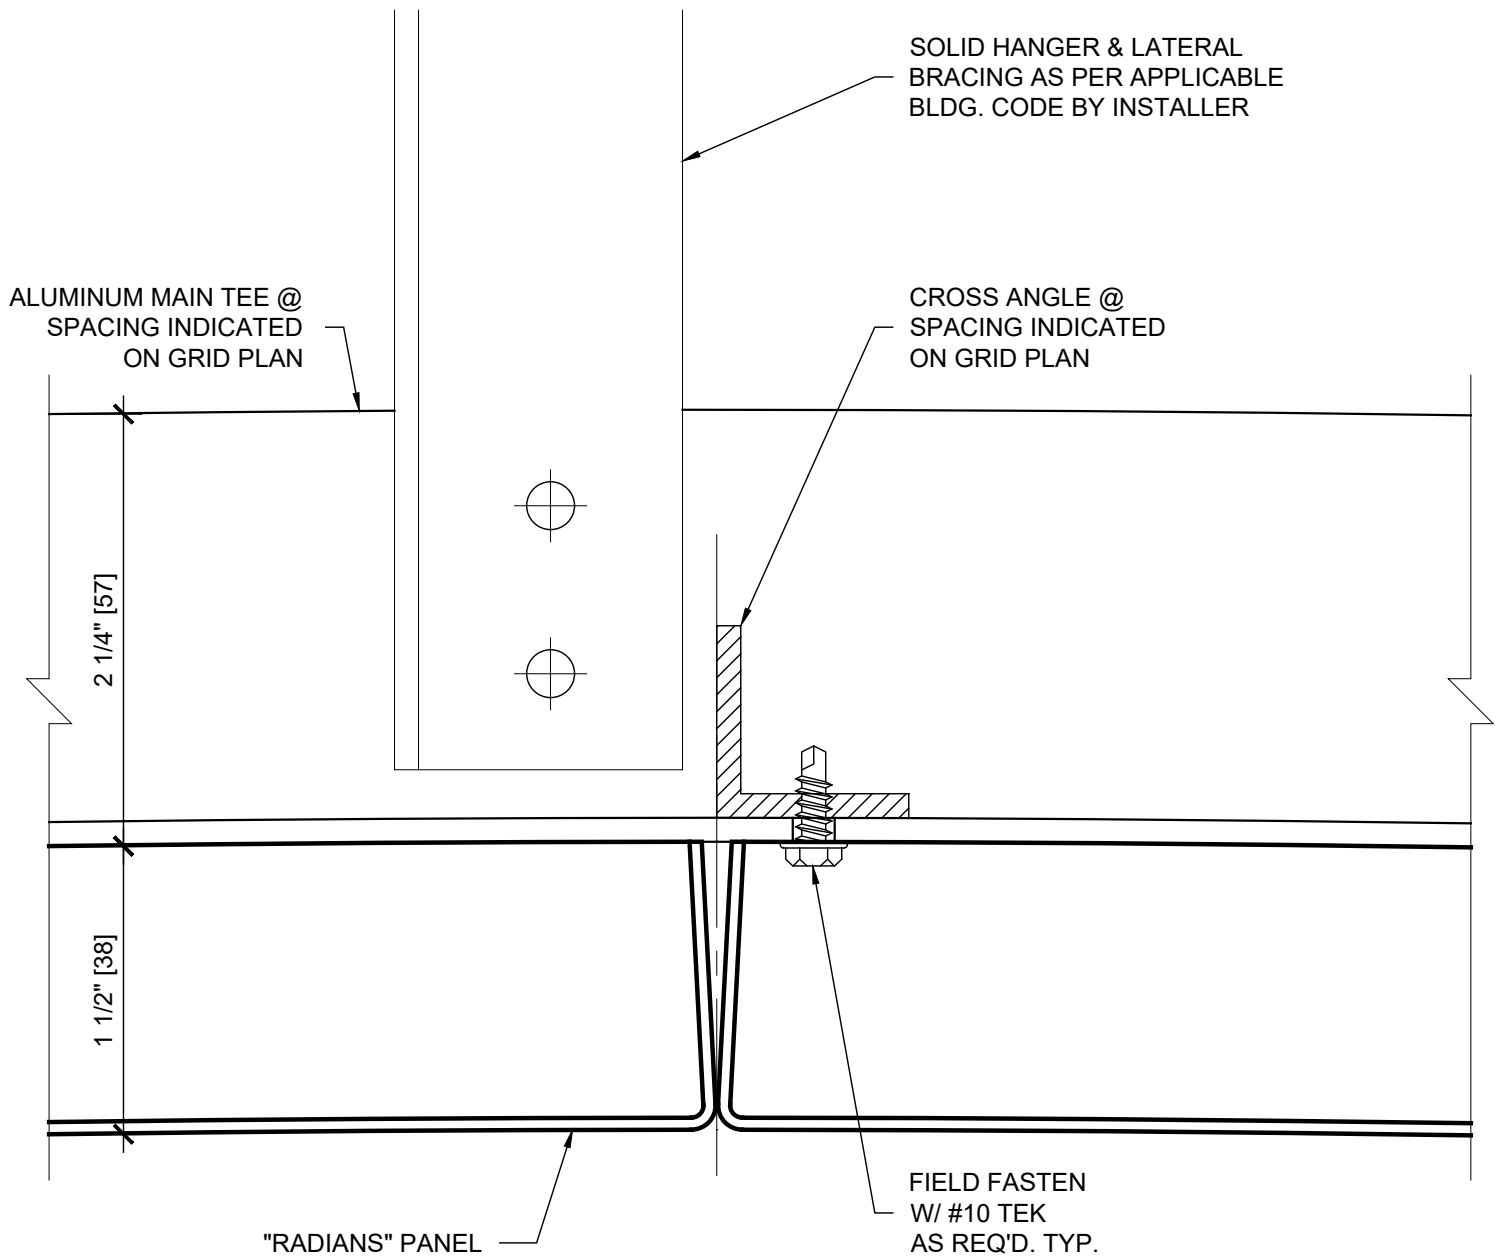 SOLID HANGER & LATERAL
BRACING AS PER APPLICABLE
BLDG. CODE BY INSTALLER
ALUMINUM MAIN TEE @
SPACING INDICATED
ON GRID PLAN
CROSS ANGLE @
SPACING INDICATED
ON GRID PLAN
2 1/4" [57]
1 1/2" [38]
FIELD FASTEN
W/ #10 TEK
AS REQ'D. TYP.
"RADIANS" PANEL